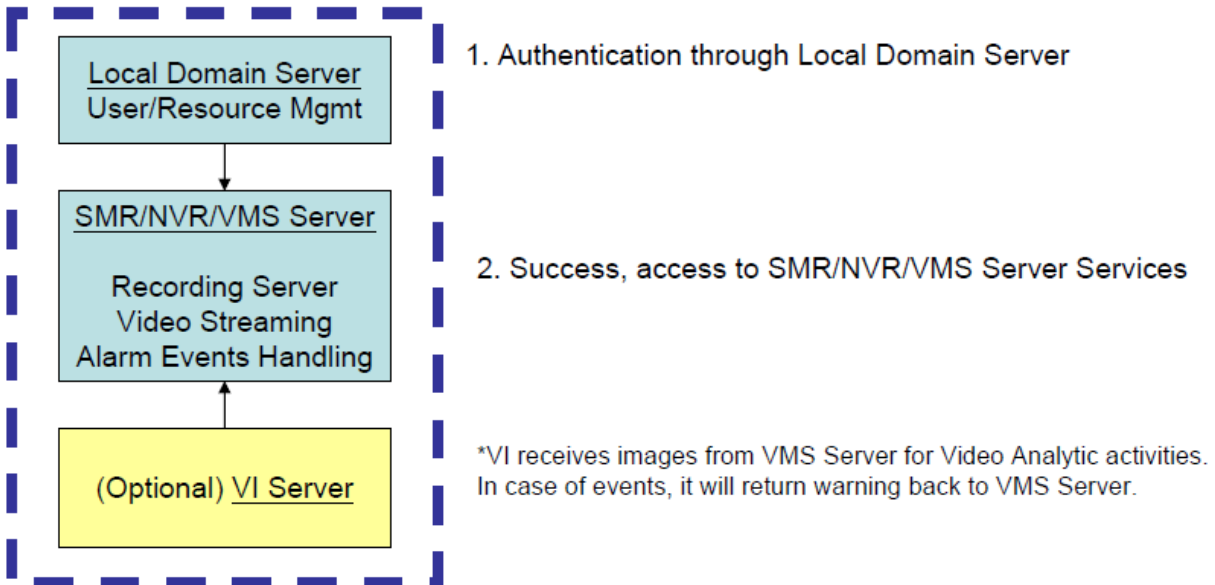 Local Domain Server
User/Resource Mgmt
1. Authentication through Local Domain Server
SMR/NVR/VMS Server
Recording Server
Video Streaming
Alarm Events Handling
2. Success, access to SMR/NVR/VMS Server Services
(Optional) VI Server
*VI receives images from VMS Server for Video Analytic activities.
In case of events, it will return warning back to VMS Server.